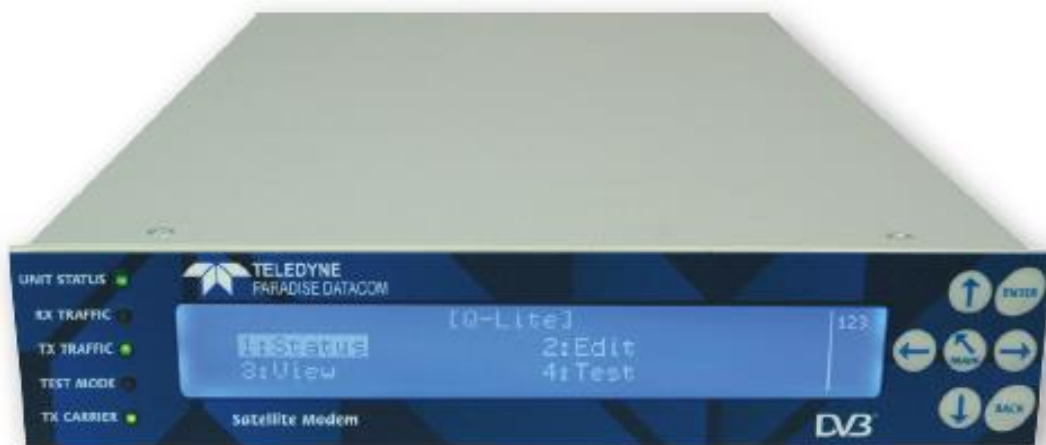 UNIT STATUS
RX TRAFFIC
TX TRAFFIC
TEST MODE
TX CARRIER
TELEDYNE
PARADISE DATACOM
[Q-Lite]
123
1:Status 2:Edit
3:View 4:Test
Satellite Modem
DVB
ENTER
MAIN
BACK